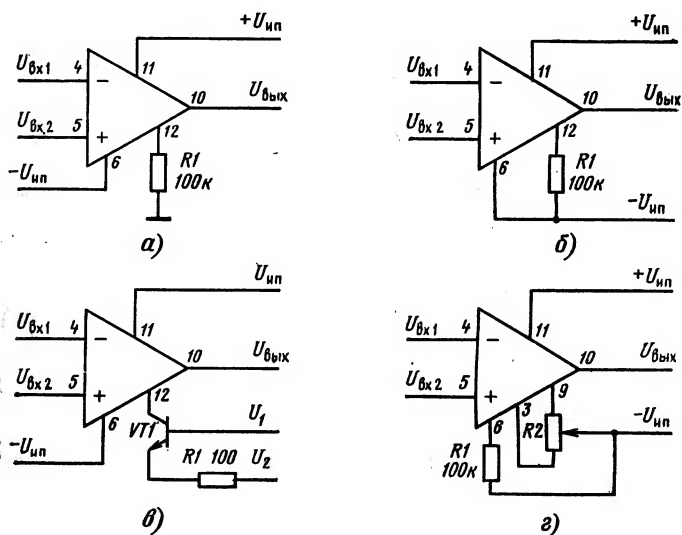 +Uип
Uвх1 4 − 11 10 Uвых
Uвх2 5 + 12
6 R1
−Uип 100к
а)
+Uип
Uвх1 4 − 11 10 Uвых
Uвх2 5 + 12
6 R1
100к
−Uип
б)
Uип
Uвх1 4 − 11 10 Uвых
Uвх2 5 + 12
6 VT1 U1
−Uип R1 100 U2
в)
+Uип
Uвх1 4 − 11 10 Uвых
Uвх2 5 + 9
8 3 R2 −Uип
R1
100к
г)